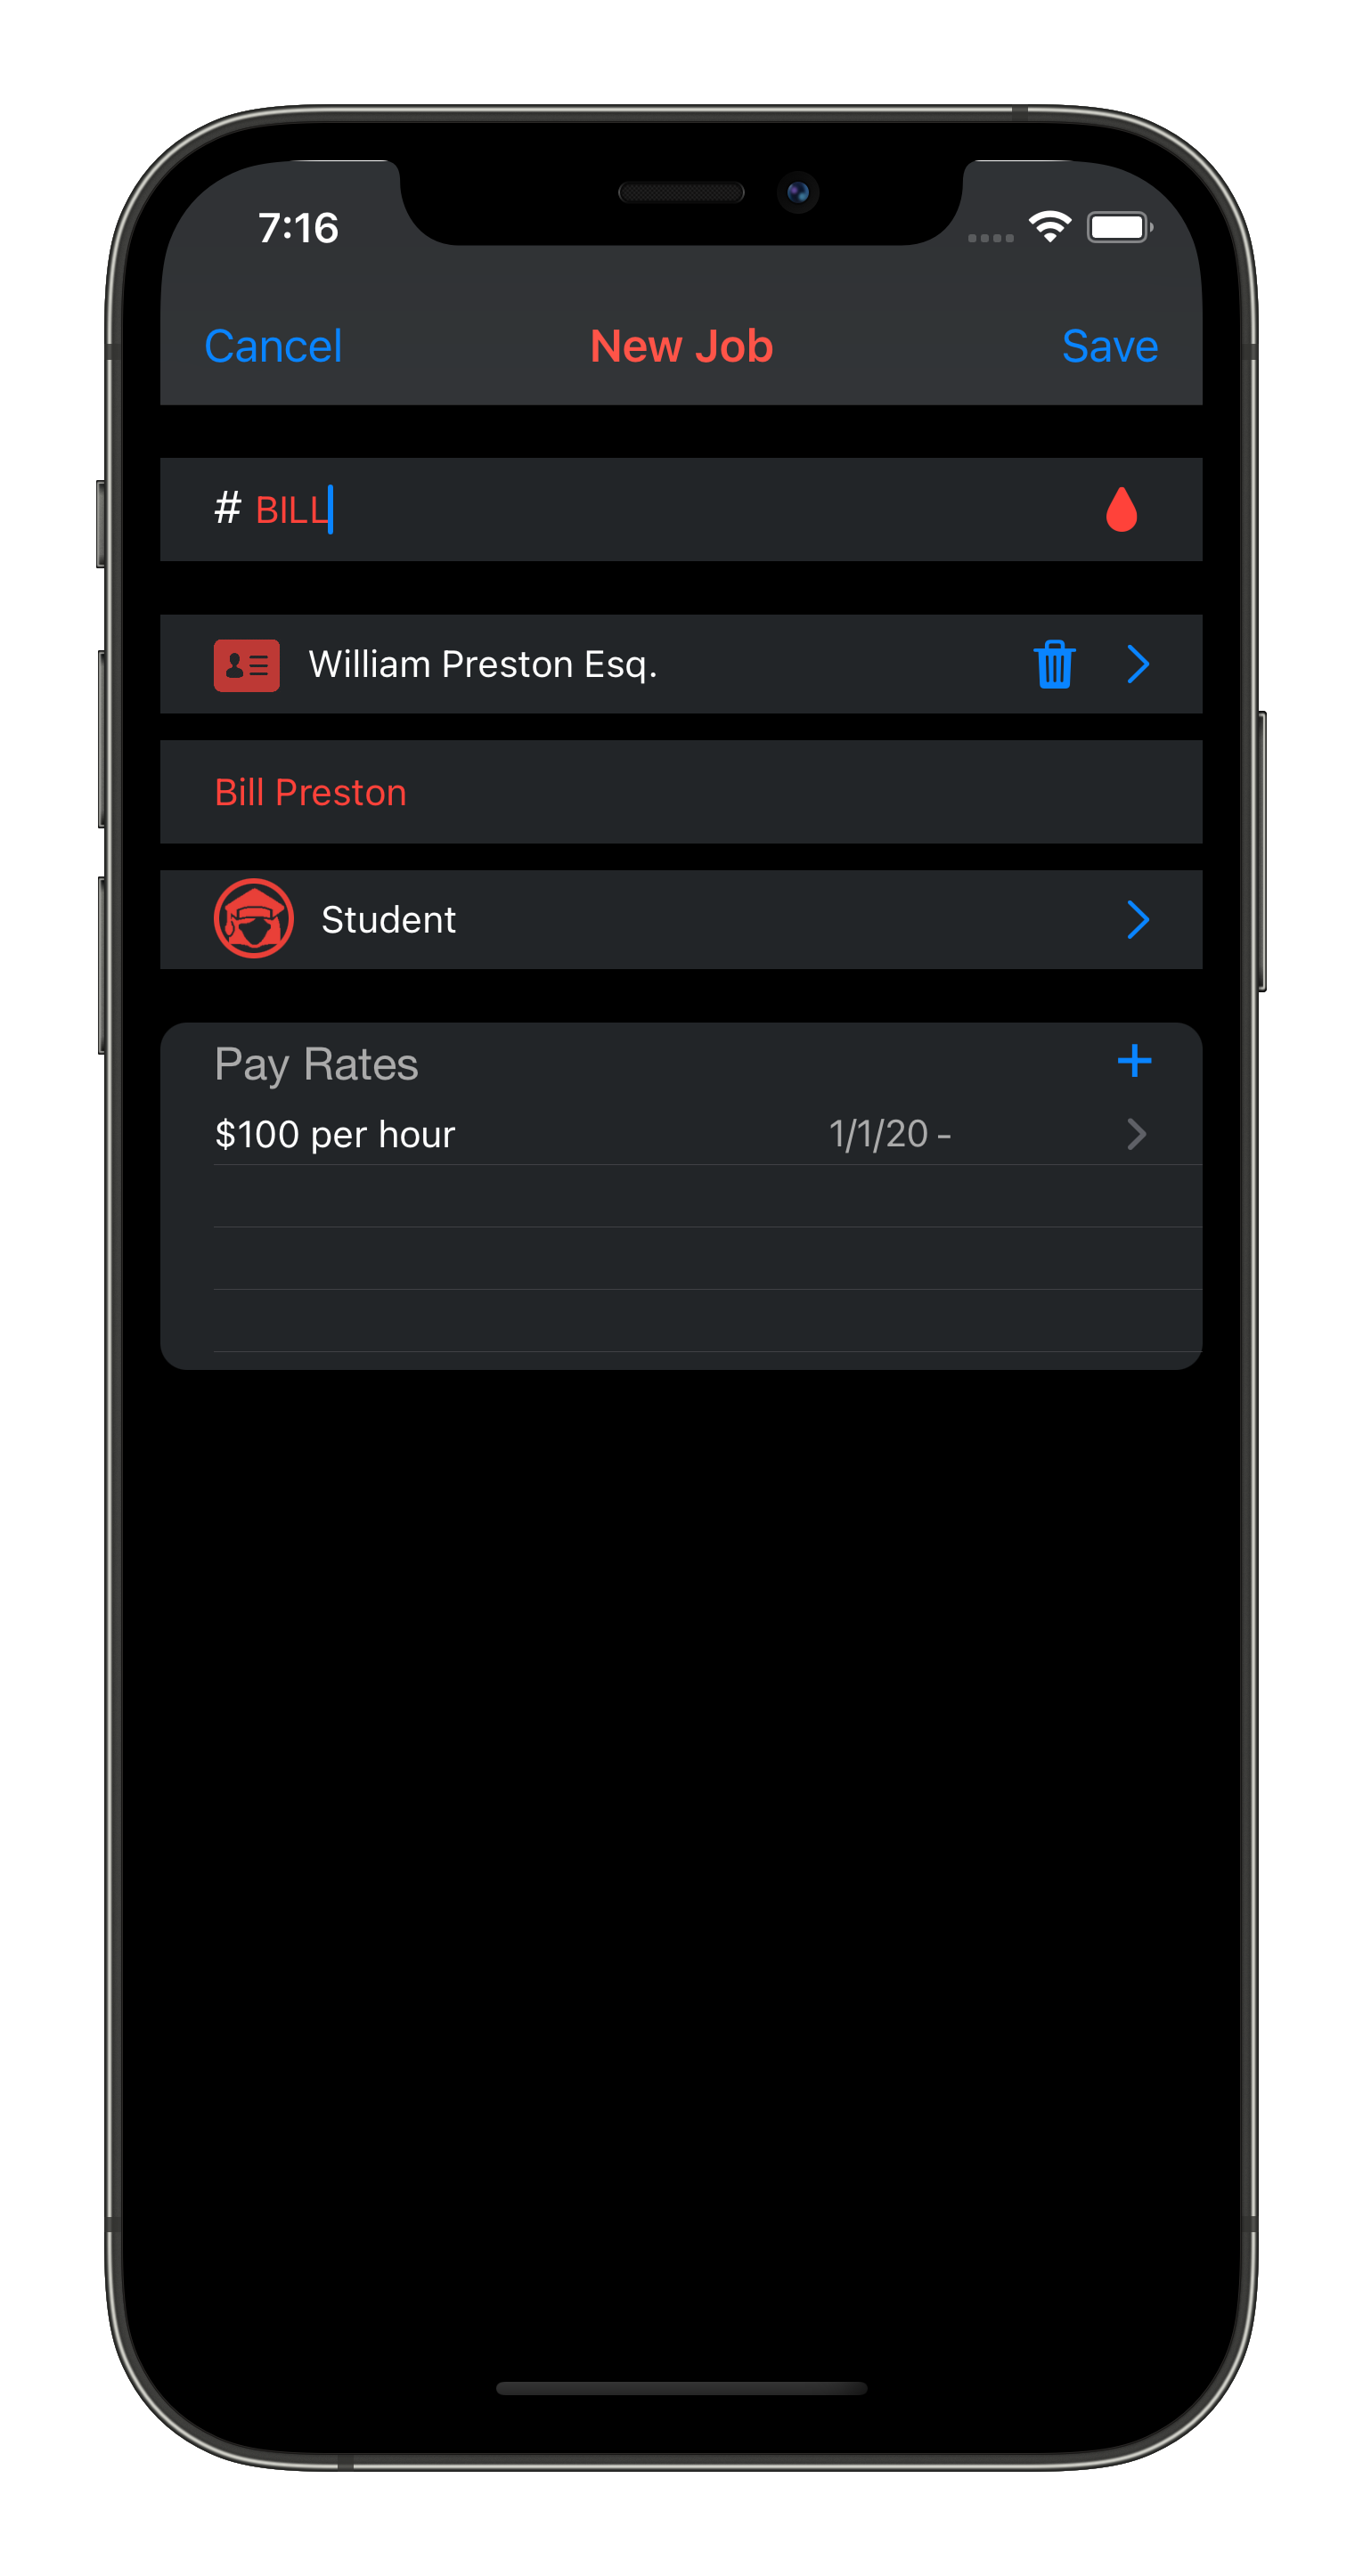 7:16
Cancel New Job Save
# BILL
William Preston Esq.
Bill Preston
Student
Pay Rates +
$100 per hour 1/1/20 -